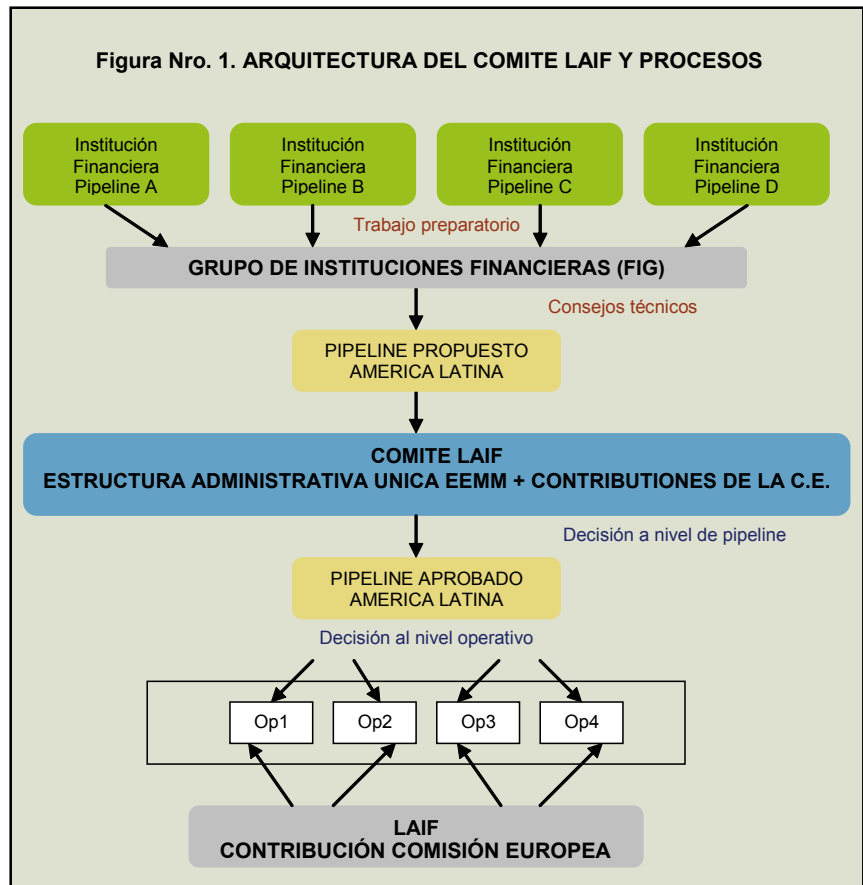 Figura Nro. 1. ARQUITECTURA DEL COMITE LAIF Y PROCESOS
Institución
Financiera
Pipeline A
Institución
Financiera
Pipeline B
Institución
Financiera
Pipeline C
Institución
Financiera
Pipeline D
Trabajo preparatorio
GRUPO DE INSTITUCIONES FINANCIERAS (FIG)
Consejos técnicos
PIPELINE PROPUESTO
AMERICA LATINA
COMITE LAIF
ESTRUCTURA ADMINISTRATIVA UNICA EEMM + CONTRIBUTIONES DE LA C.E.
Decisión a nivel de pipeline
PIPELINE APROBADO
AMERICA LATINA
Decisión al nivel operativo
Op1
Op2
Op3
Op4
LAIF
CONTRIBUCIÓN COMISIÓN EUROPEA